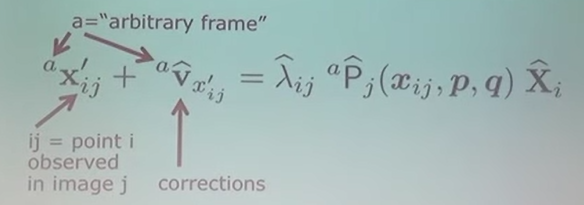 a="arbitrary frame"
ᵃx′ᵢⱼ + ᵃv̂ₓ′ᵢⱼ = λ̂ᵢⱼ ᵃP̂ⱼ(xᵢⱼ, p, q) X̂ᵢ
ij = point i
observed
in image j
corrections